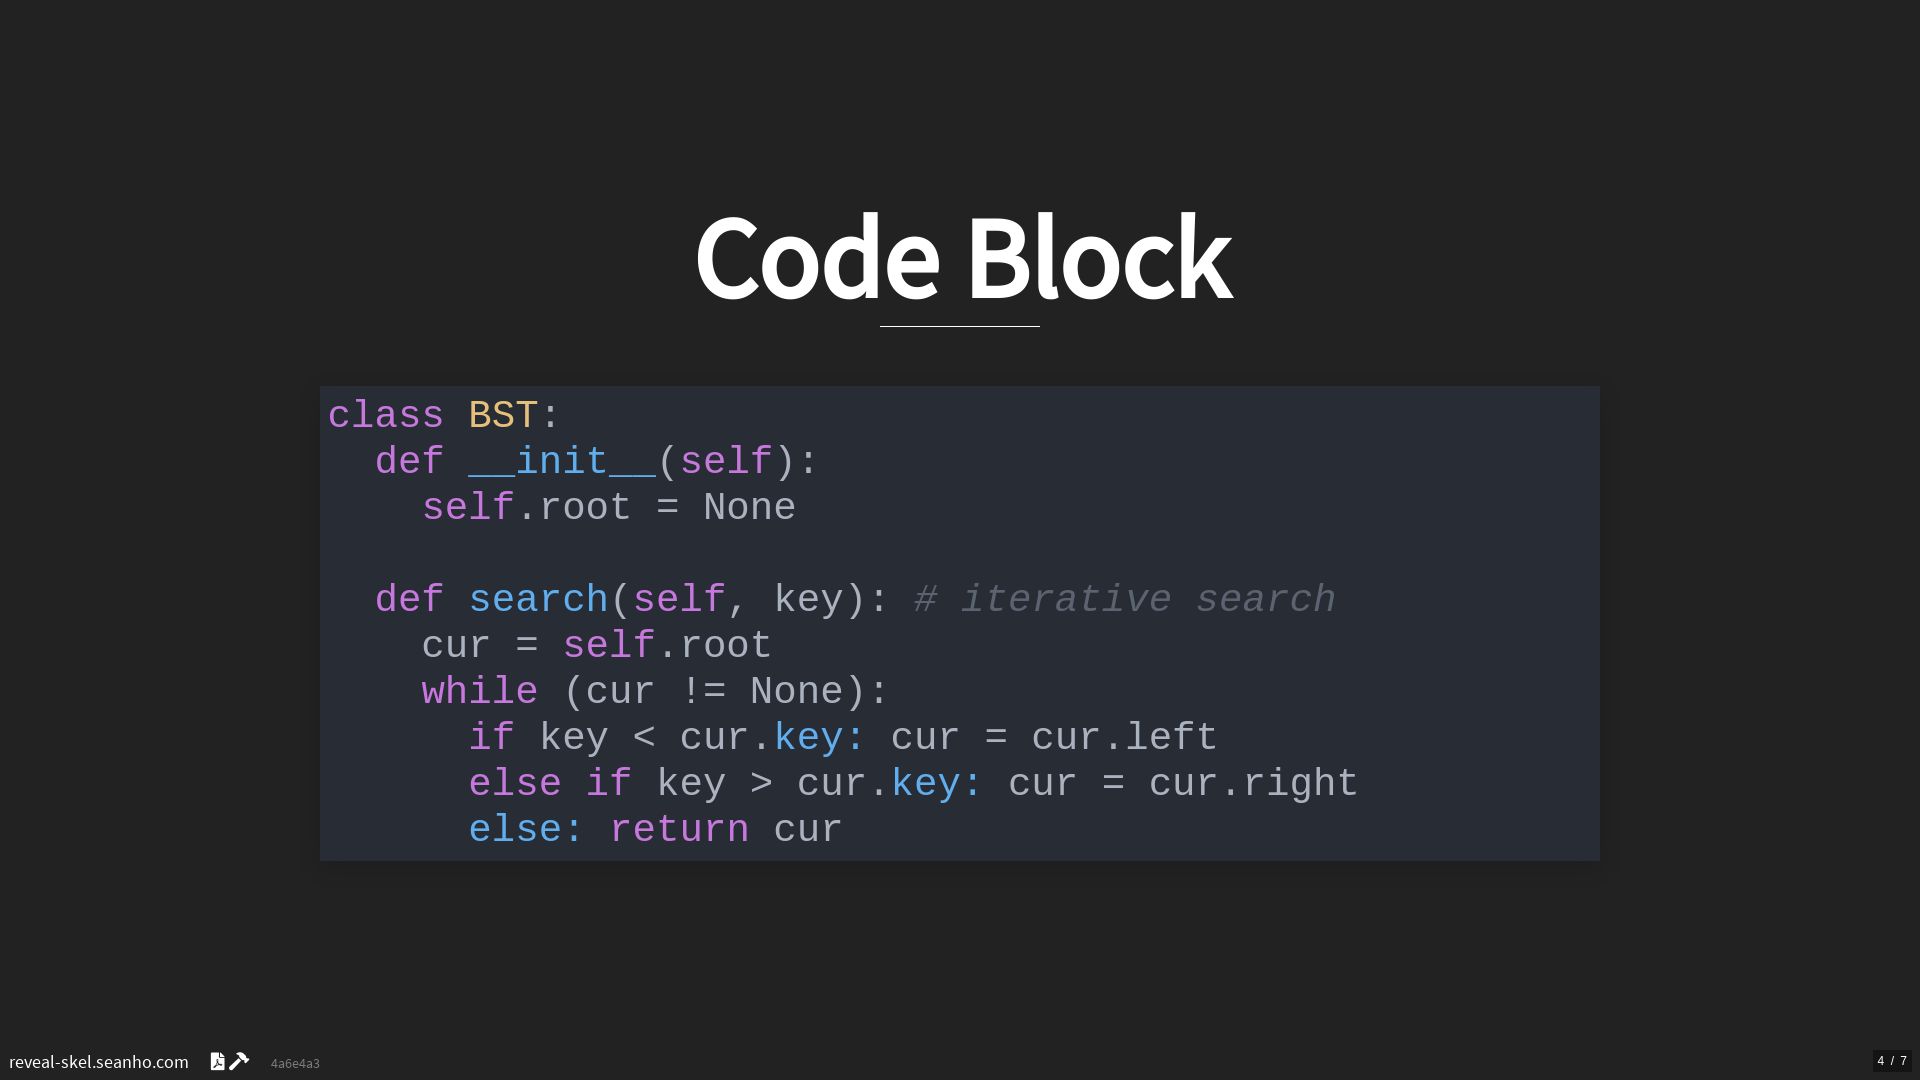 Code Block
class BST:
  def __init__(self):
    self.root = None

  def search(self, key): # iterative search
    cur = self.root
    while (cur != None):
      if key < cur.key: cur = cur.left
      else if key > cur.key: cur = cur.right
      else: return cur
reveal-skel.seanho.com 4a6e4a3
4 / 7